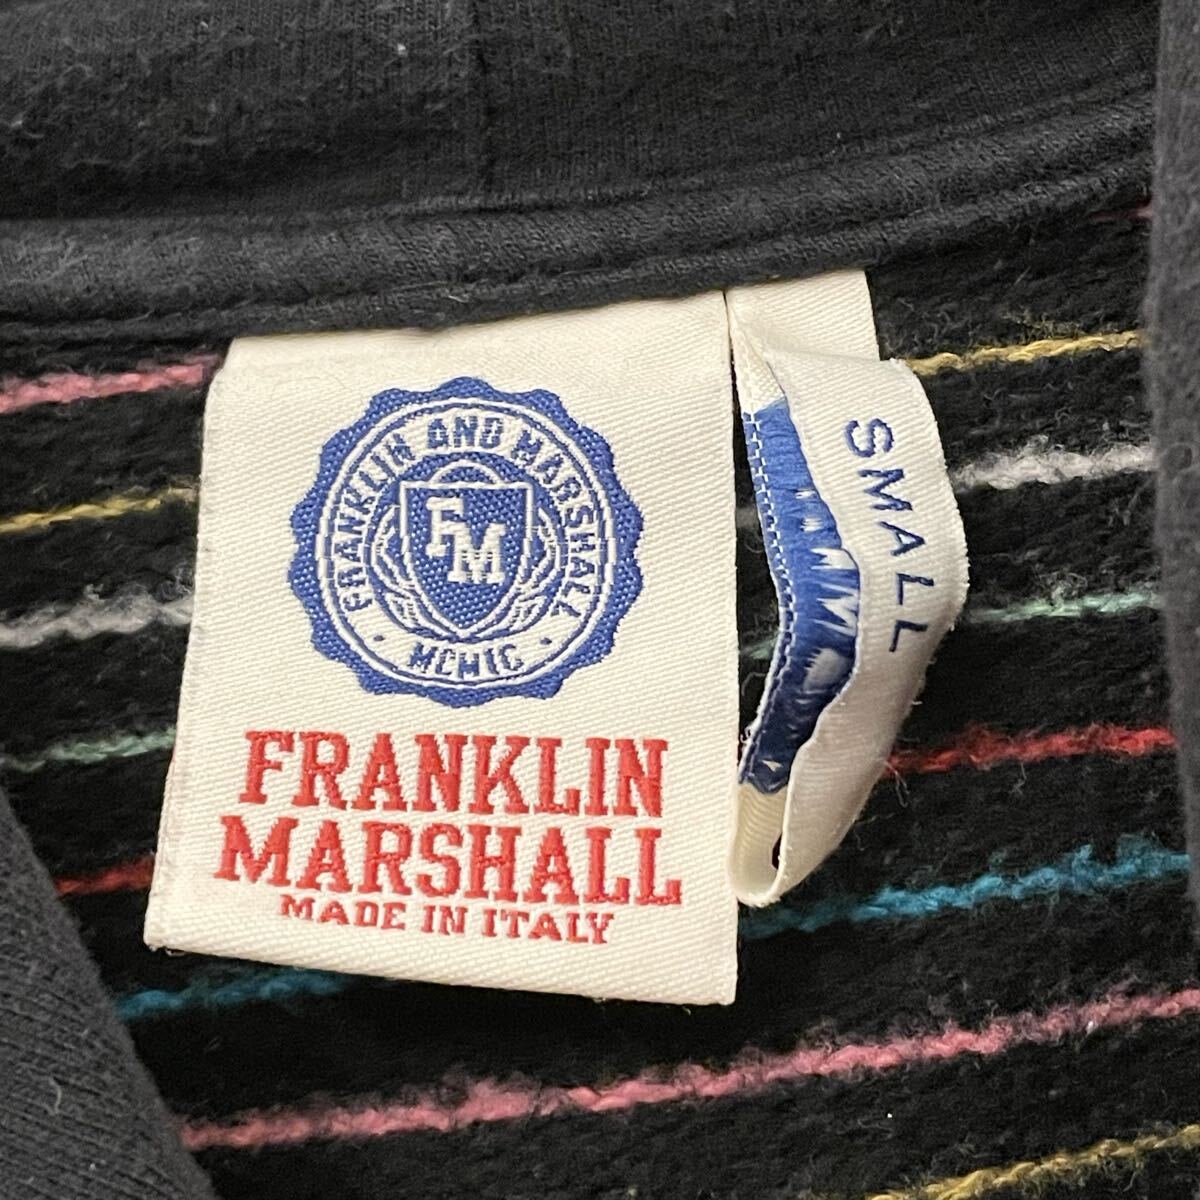 FRANKLIN AND MARSHALL
FM
· MCMIC ·
FRANKLIN
MARSHALL
MADE IN ITALY
SMALL